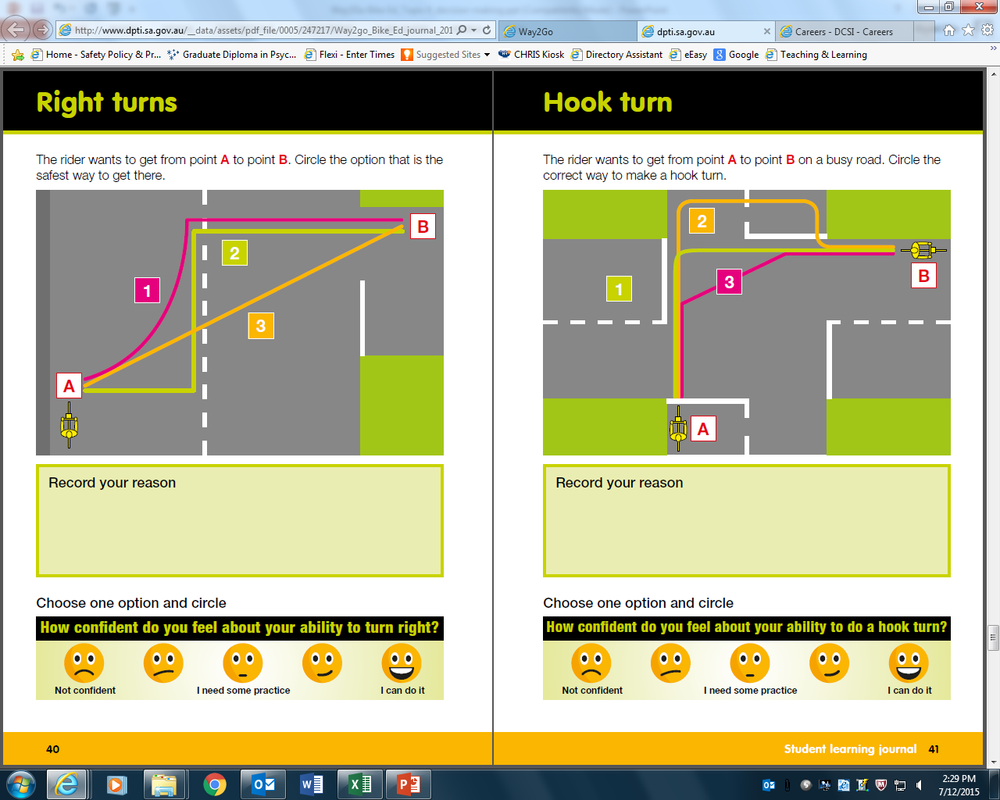 http://www.dpti.sa.gov.au/__data/assets/pdf_file/0005/247217/Way2go_Bike_Ed_journal_201
Way2Go
dpti.sa.gov.au
Careers - DCSI - Careers
Home - Safety Policy & Pr...
Graduate Diploma in Psyc...
Flexi - Enter Times
Suggested Sites
CHRIS Kiosk
Directory Assistant
eEasy
Google
Teaching & Learning
Right turns
The rider wants to get from point A to point B. Circle the option that is the
safest way to get there.
B
2
1
3
A
Record your reason
Choose one option and circle
How confident do you feel about your ability to turn right?
Not confident
I need some practice
I can do it
40
Hook turn
The rider wants to get from point A to point B on a busy road. Circle the
correct way to make a hook turn.
2
B
3
1
A
Record your reason
Choose one option and circle
How confident do you feel about your ability to do a hook turn?
Not confident
I need some practice
I can do it
Student learning journal 41
2:29 PM
7/12/2015